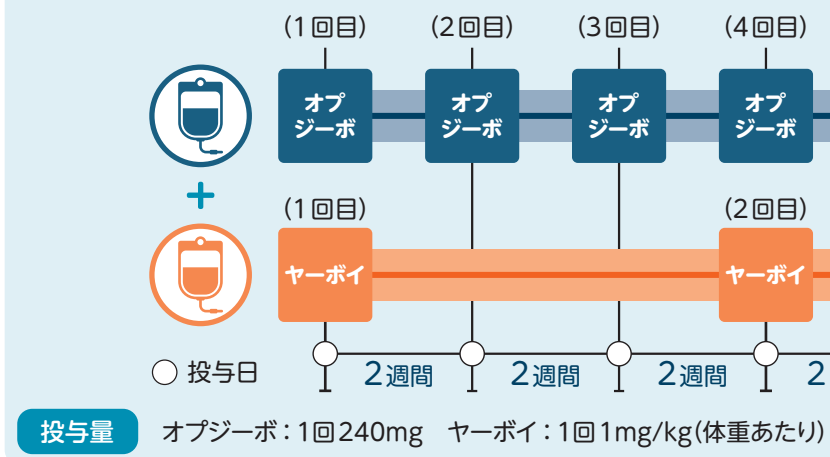 (1回目) (2回目) (3回目) (4回目)
オプ
ジーボ
オプ
ジーボ
オプ
ジーボ
オプ
ジーボ
+
(1回目) (2回目)
ヤーボイ ヤーボイ
投与日 2週間 2週間 2週間 2
投与量 オプジーボ：1回240mg ヤーボイ：1回1mg/kg(体重あたり)